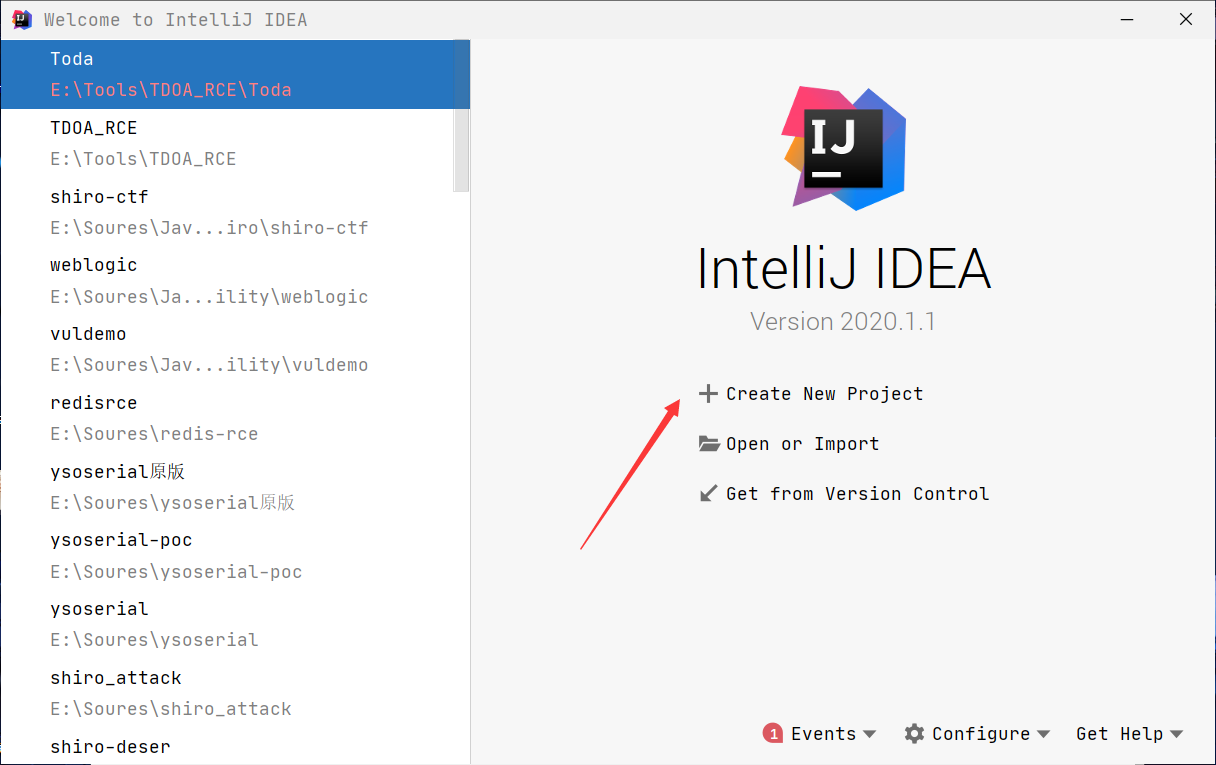 Welcome to IntelliJ IDEA
Toda
E:\Tools\TDOA_RCE\Toda
TDOA_RCE
E:\Tools\TDOA_RCE
shiro-ctf
E:\Soures\Jav...iro\shiro-ctf
weblogic
E:\Soures\Ja...ility\weblogic
vuldemo
E:\Soures\Jav...ility\vuldemo
redisrce
E:\Soures\redis-rce
ysoserial原版
E:\Soures\ysoserial原版
ysoserial-poc
E:\Soures\ysoserial-poc
ysoserial
E:\Soures\ysoserial
shiro_attack
E:\Soures\shiro_attack
shiro-deser
IJ
IntelliJ IDEA
Version 2020.1.1
Create New Project
Open or Import
Get from Version Control
1 Events
Configure
Get Help